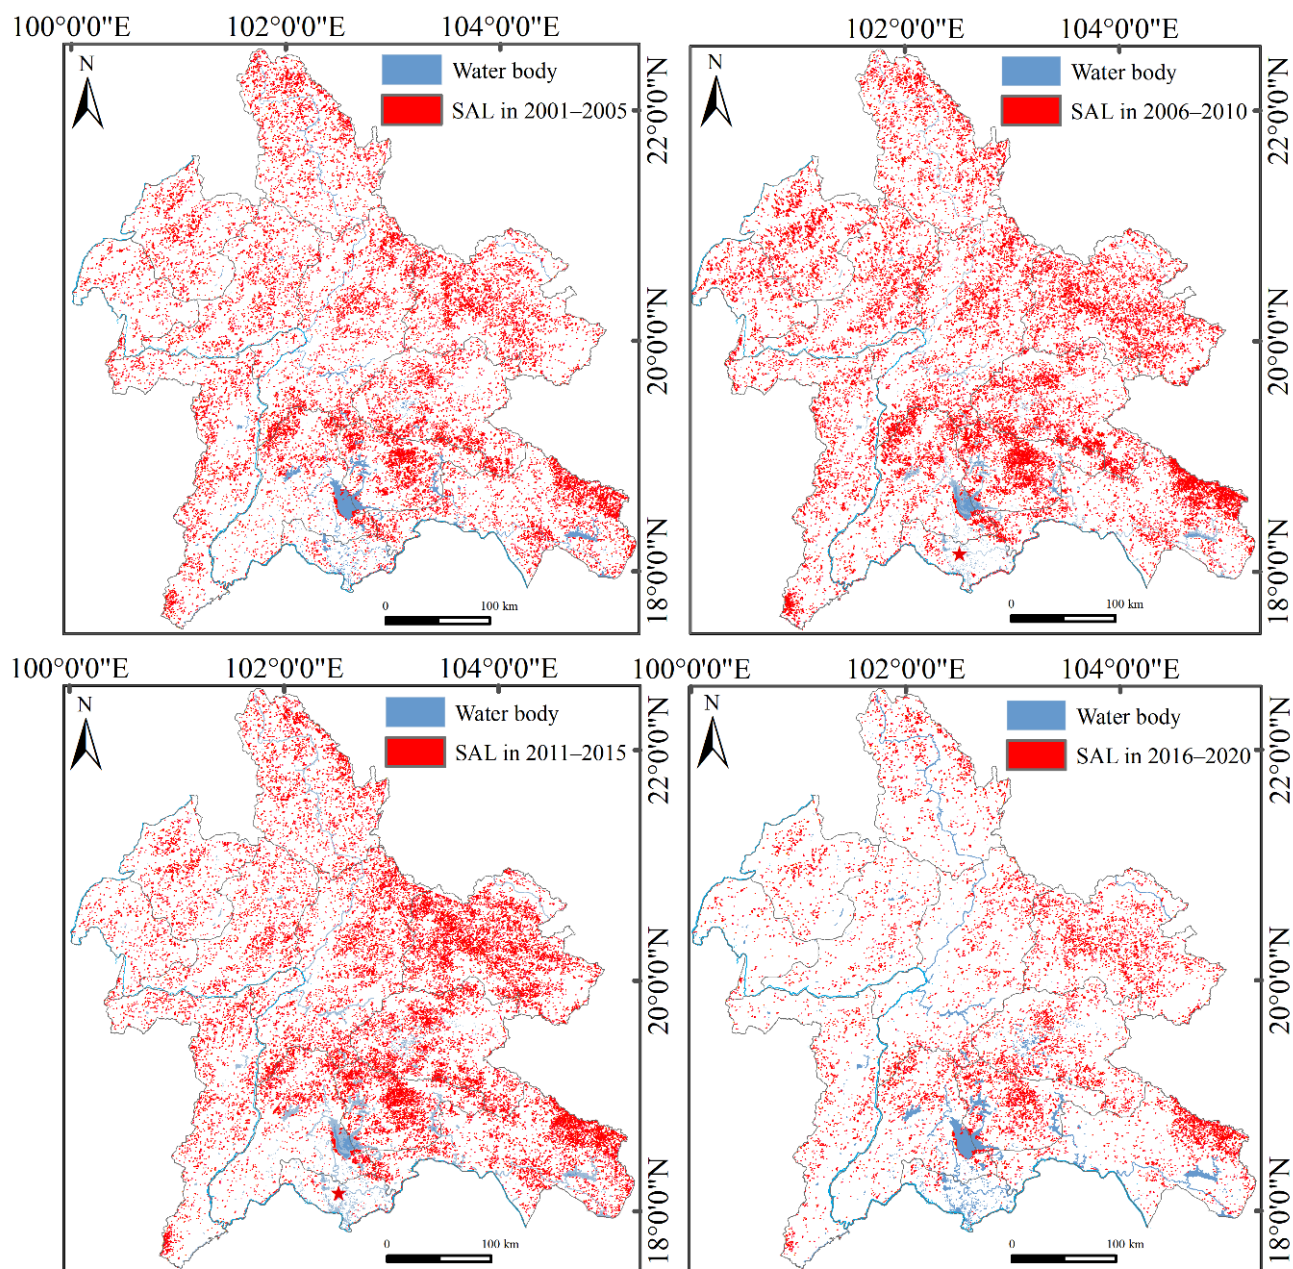 100°0'0"E 102°0'0"E 104°0'0"E
N
Water body
SAL in 2001–2005
22°0'0"N
20°0'0"N
18°0'0"N
0 100 km
102°0'0"E 104°0'0"E
N
Water body
SAL in 2006–2010
22°0'0"N
20°0'0"N
18°0'0"N
0 100 km
100°0'0"E 102°0'0"E 104°0'0"E
N
Water body
SAL in 2011–2015
22°0'0"N
20°0'0"N
18°0'0"N
0 100 km
100°0'0"E 102°0'0"E 104°0'0"E
N
Water body
SAL in 2016–2020
22°0'0"N
20°0'0"N
18°0'0"N
0 100 km